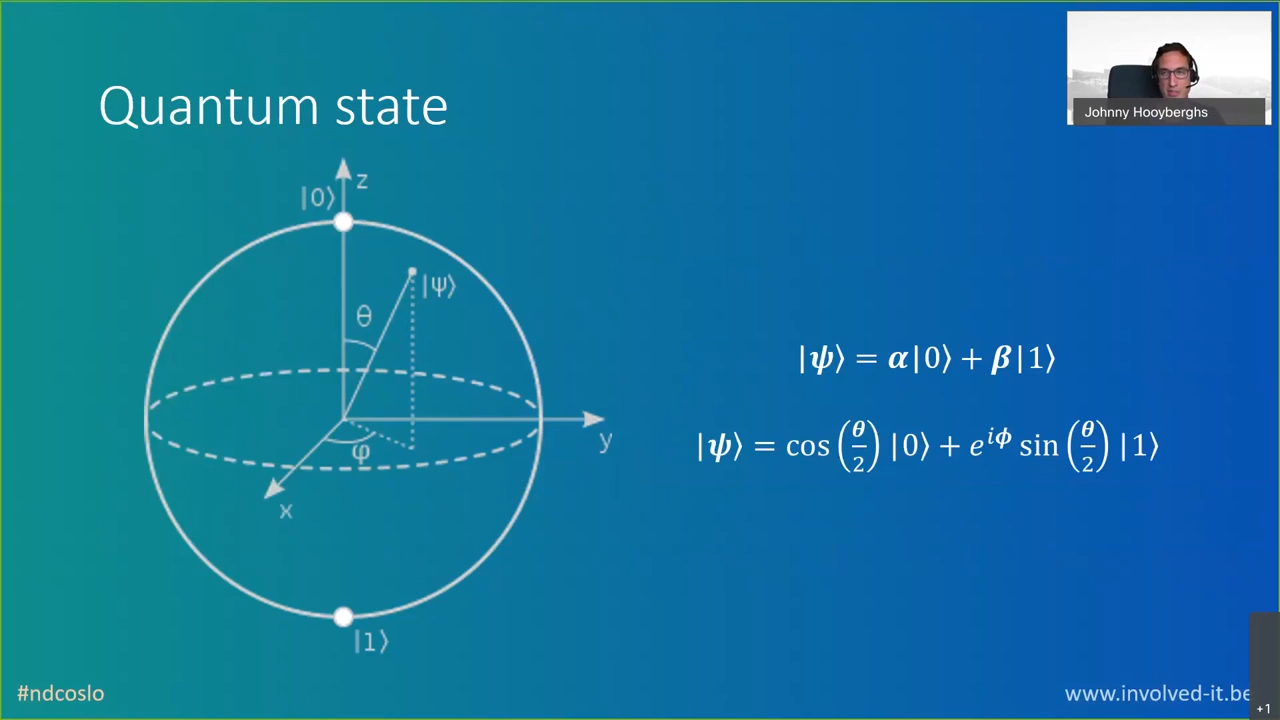 Johnny Hooyberghs
Quantum state
z
|0⟩
|Ψ⟩
θ
|𝝍⟩ = 𝜶|0⟩ + 𝜷|1⟩
y
φ
|𝝍⟩ = cos(𝜽/2)|0⟩ + e^{i𝝓} sin(𝜽/2)|1⟩
x
|1⟩
#ndcoslo
www.involved-it.be
+1